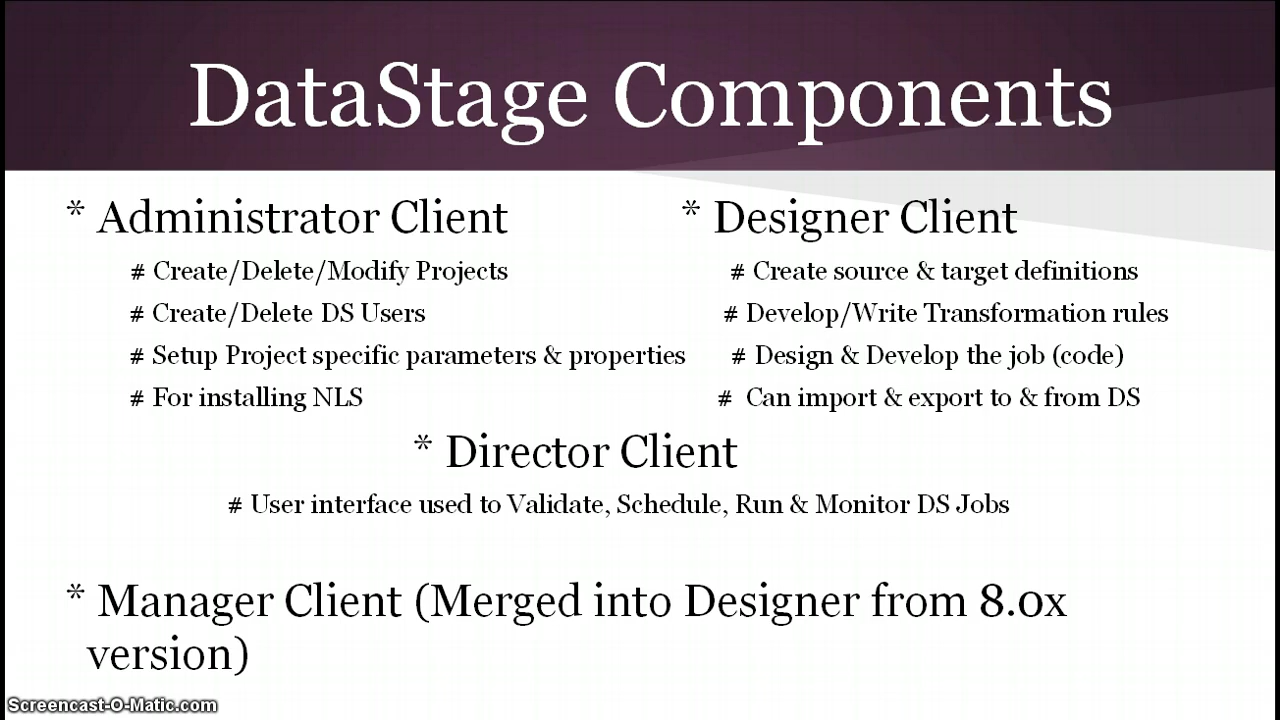 DataStage Components
* Administrator Client
# Create/Delete/Modify Projects
# Create/Delete DS Users
# Setup Project specific parameters & properties
# For installing NLS
* Designer Client
# Create source & target definitions
# Develop/Write Transformation rules
# Design & Develop the job (code)
# Can import & export to & from DS
* Director Client
# User interface used to Validate, Schedule, Run & Monitor DS Jobs
* Manager Client (Merged into Designer from 8.0x
version)
Screencast-O-Matic.com